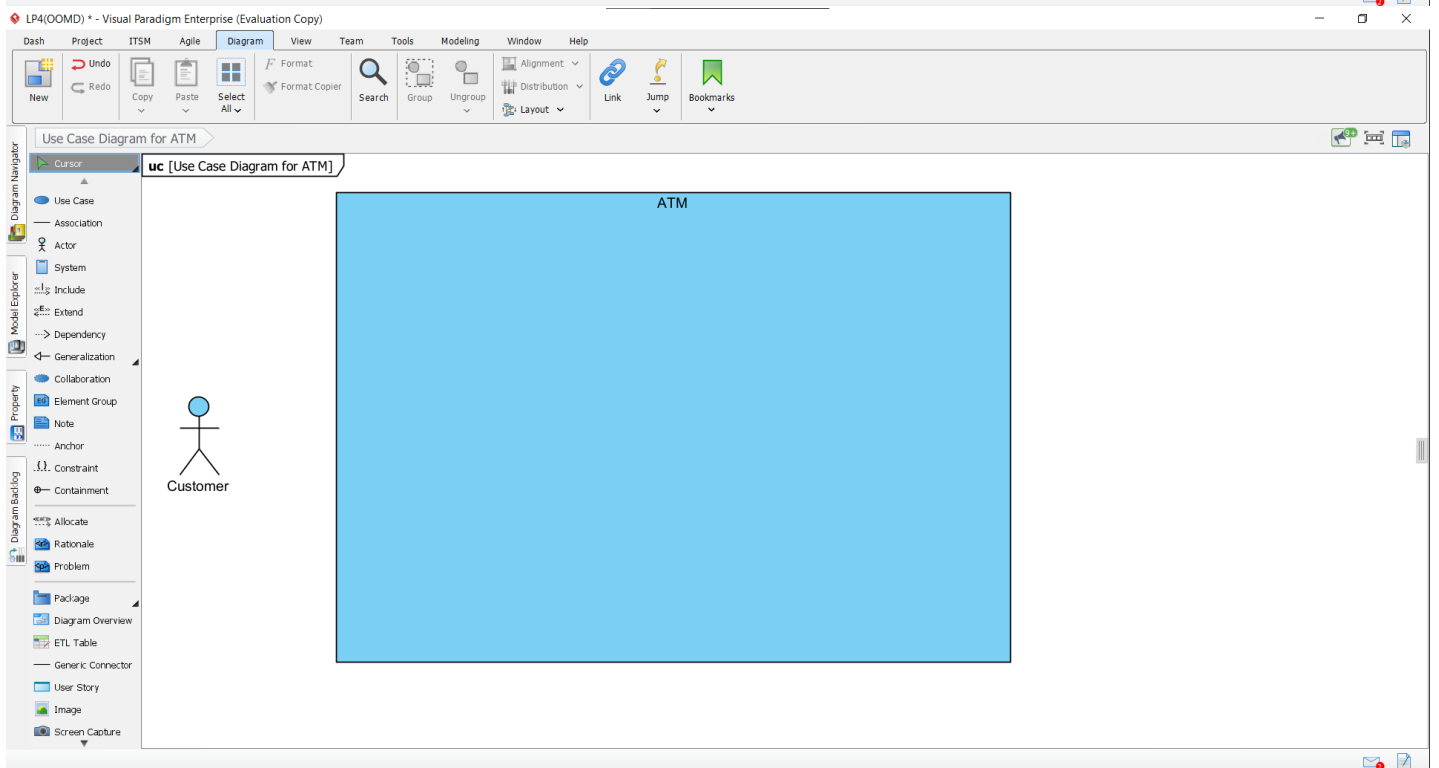 LP4(OOMD) * - Visual Paradigm Enterprise (Evaluation Copy)
Dash Project ITSM Agile Diagram View Team Tools Modeling Window Help
New
Undo
Redo
Copy
Paste
Select
All
Format
Format Copier
Search
Group
Ungroup
Alignment
Distribution
Layout
Link
Jump
Bookmarks
Use Case Diagram for ATM
9+
Diagram Navigator
Model Explorer
Property
Diagram Backlog
Cursor
Use Case
Association
Actor
System
Include
Extend
Dependency
Generalization
Collaboration
Element Group
Note
Anchor
Constraint
Containment
Allocate
Rationale
Problem
Package
Diagram Overview
ETL Table
Generic Connector
User Story
Image
Screen Capture
uc [Use Case Diagram for ATM]
ATM
Customer